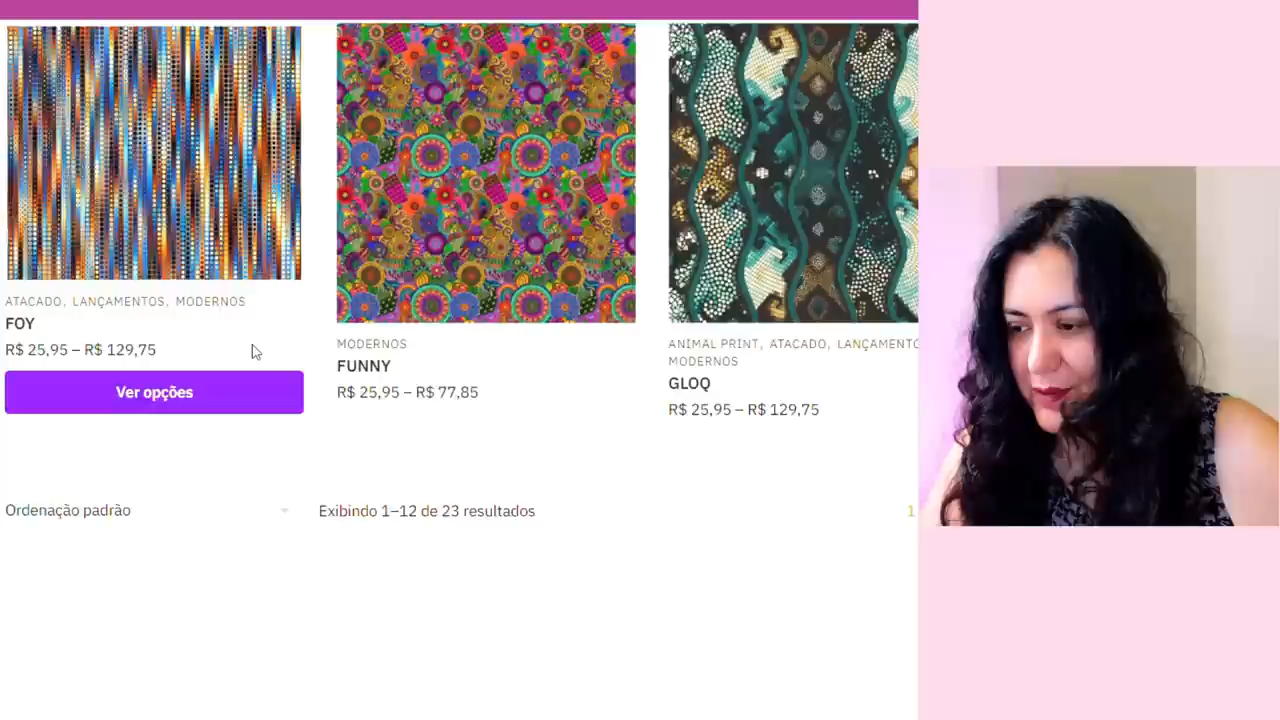 ATACADO, LANÇAMENTOS, MODERNOS
FOY
R$ 25,95 – R$ 129,75
Ver opções
MODERNOS
FUNNY
R$ 25,95 – R$ 77,85
ANIMAL PRINT, ATACADO, LANÇAMENTO
MODERNOS
GLOQ
R$ 25,95 – R$ 129,75
Ordenação padrão
Exibindo 1–12 de 23 resultados
1